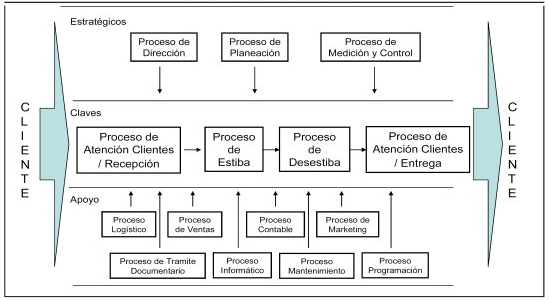 Estratégicos
Proceso de
Dirección
Proceso de
Planeación
Proceso de
Medición y Control
CLIENTE
Claves
Proceso de
Atención Clientes
/ Recepción
Proceso
de
Estiba
Proceso
de
Desestiba
Proceso de
Atención Clientes
/ Entrega
CLIENTE
Apoyo
Proceso
Logístico
Proceso
de Ventas
Proceso
Contable
Proceso de
Marketing
Proceso de Tramite
Documentario
Proceso
Informático
Proceso
Mantenimiento
Proceso
Programación